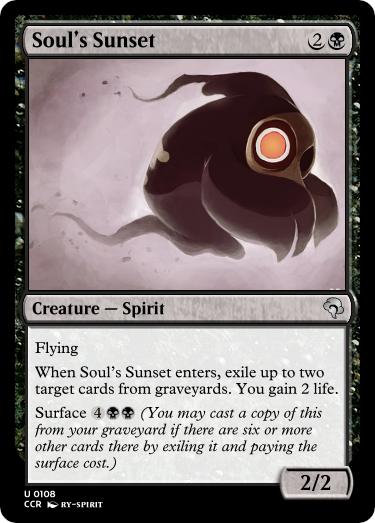 Soul's Sunset 2
Creature — Spirit
Flying
When Soul's Sunset enters, exile up to two
target cards from graveyards. You gain 2 life.
Surface 4 (You may cast a copy of this
from your graveyard if there are six or more
other cards there by exiling it and paying the
surface cost.)
2/2
U 0108
CCR RY-SPIRIT